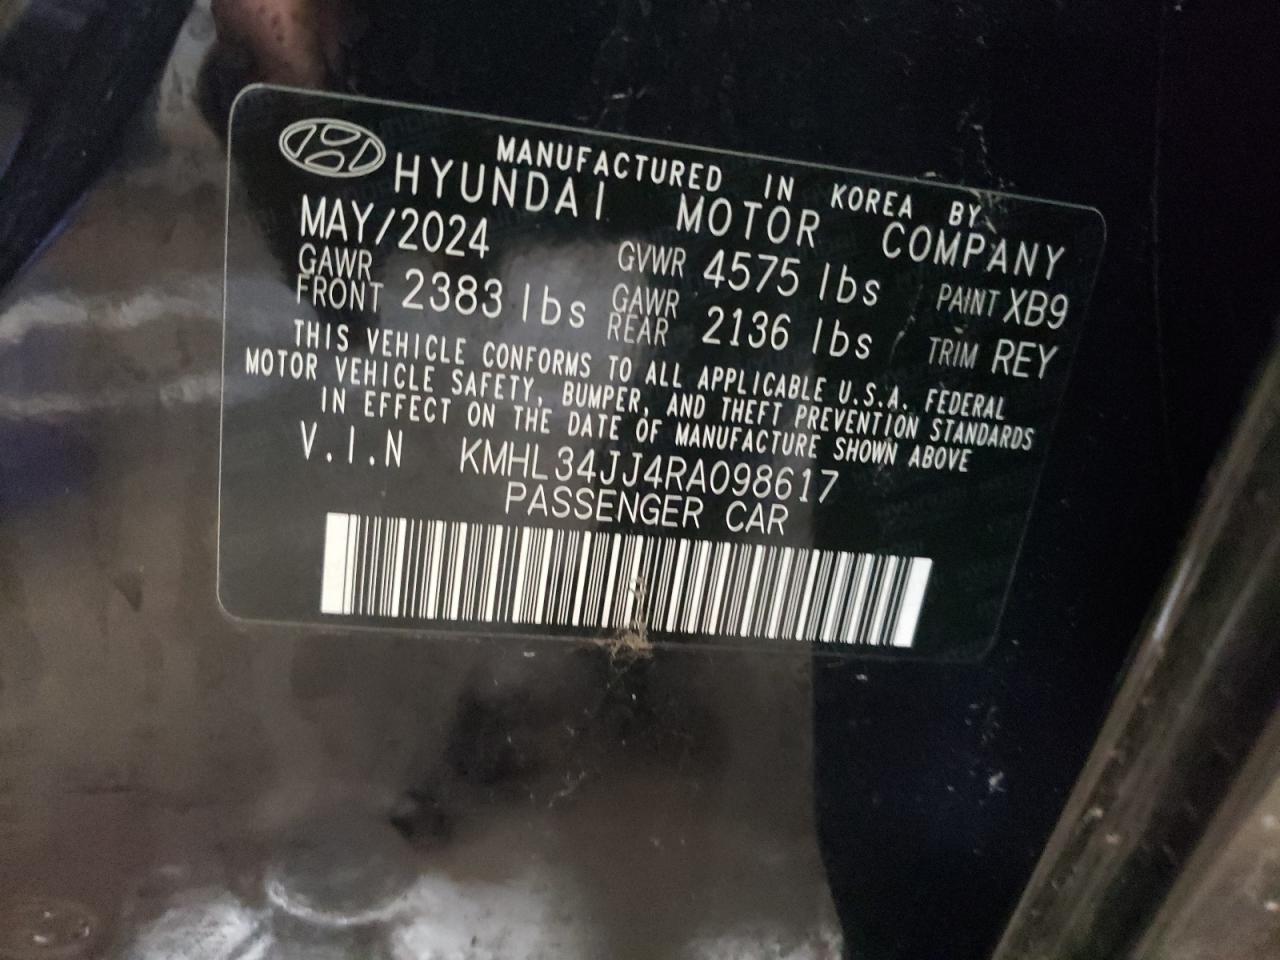 MANUFACTURED IN KOREA BY
HYUNDAI MOTOR COMPANY
MAY/2024 GVWR 4575 lbs PAINT XB9
GAWR FRONT 2383 lbs GAWR REAR 2136 lbs TRIM REY
THIS VEHICLE CONFORMS TO ALL APPLICABLE U.S.A. FEDERAL
MOTOR VEHICLE SAFETY, BUMPER, AND THEFT PREVENTION STANDARDS
IN EFFECT ON THE DATE OF MANUFACTURE SHOWN ABOVE
V.I.N KMHL34JJ4RA098617
PASSENGER CAR